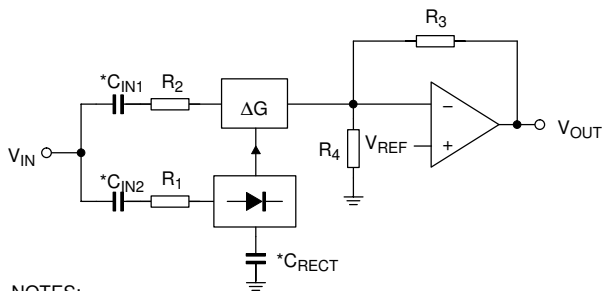 R3
*CIN1
R2
ΔG
−
VOUT
VREF
+
R4
VIN
*CIN2
R1
*CRECT
NOTES: